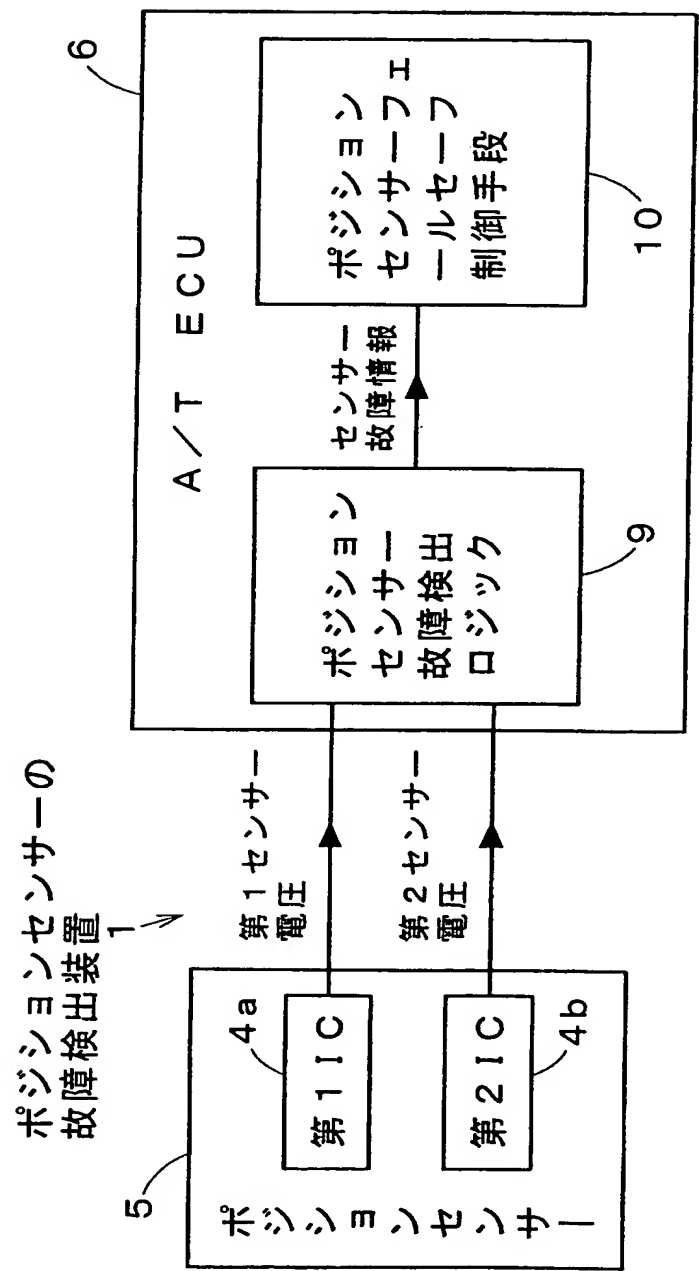 ポジションセンサーの
故障検出装置
1
5
ポジションセンサー
4a
第1IC
第2IC
4b
第1センサー
電圧
第2センサー
電圧
6
A/T ECU
ポジション
センサー
故障検出
ロジック
9
センサー
故障情報
ポジション
センサーフェ
ールセーフ
制御手段
10